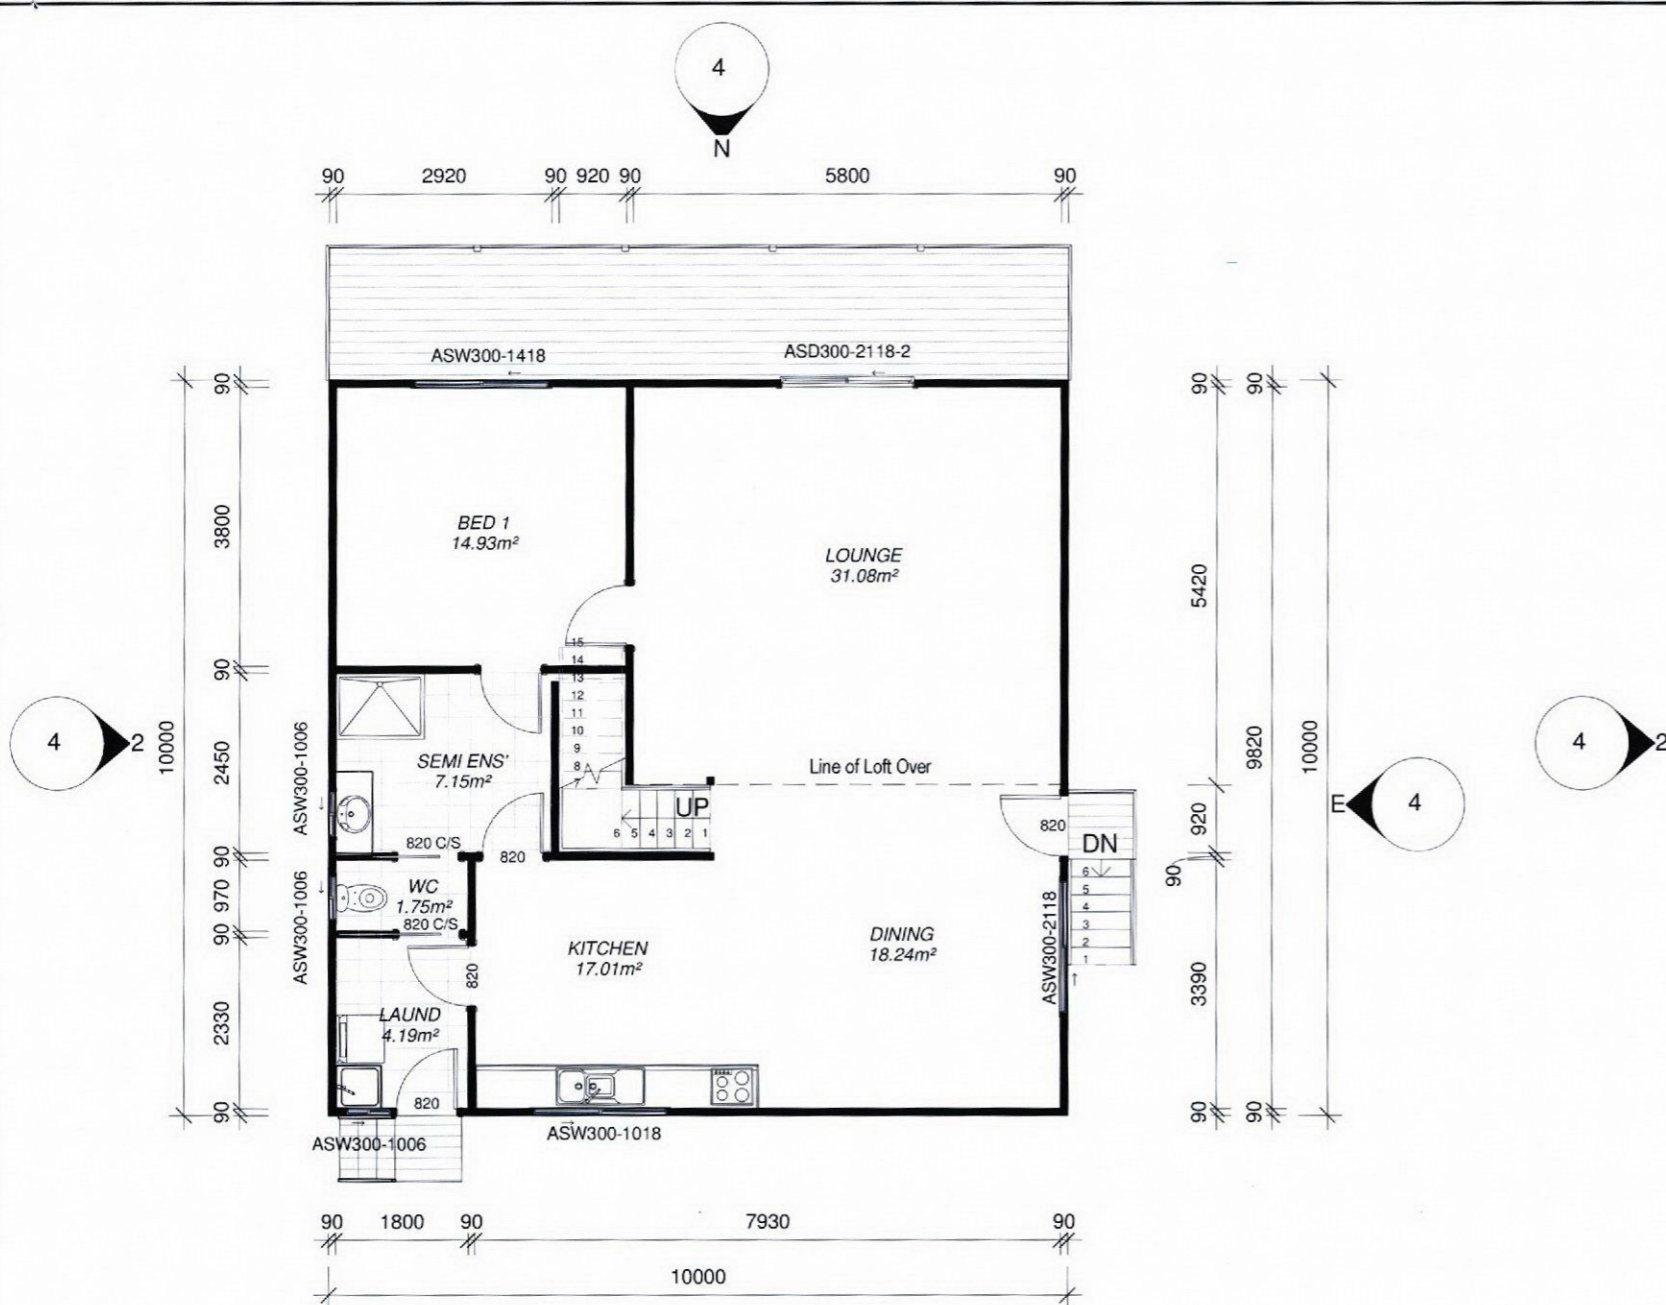 4
N
90 2920 90 920 90 5800 90
ASW300-1418
ASD300-2118-2
90
3800
90
2450
90
970
90
2330
90
10000
BED 1
14.93m²
LOUNGE
31.08m²
15
14
13
12
11
10
9
8
7
SEMI ENS'
7.15m²
Line of Loft Over
UP
6 5 4 3 2 1
ASW300-1006
ASW300-1006
820 C/S
820
WC
1.75m²
820 C/S
820
KITCHEN
17.01m²
DINING
18.24m²
LAUND
4.19m²
820
820
DN
6
5
4
3
2
1
ASW300-2118
ASW300-1006
ASW300-1018
90
5420
920
90
3390
90
90
9820
90
10000
4 2
4 2
E 4
90 1800 90 7930 90
10000